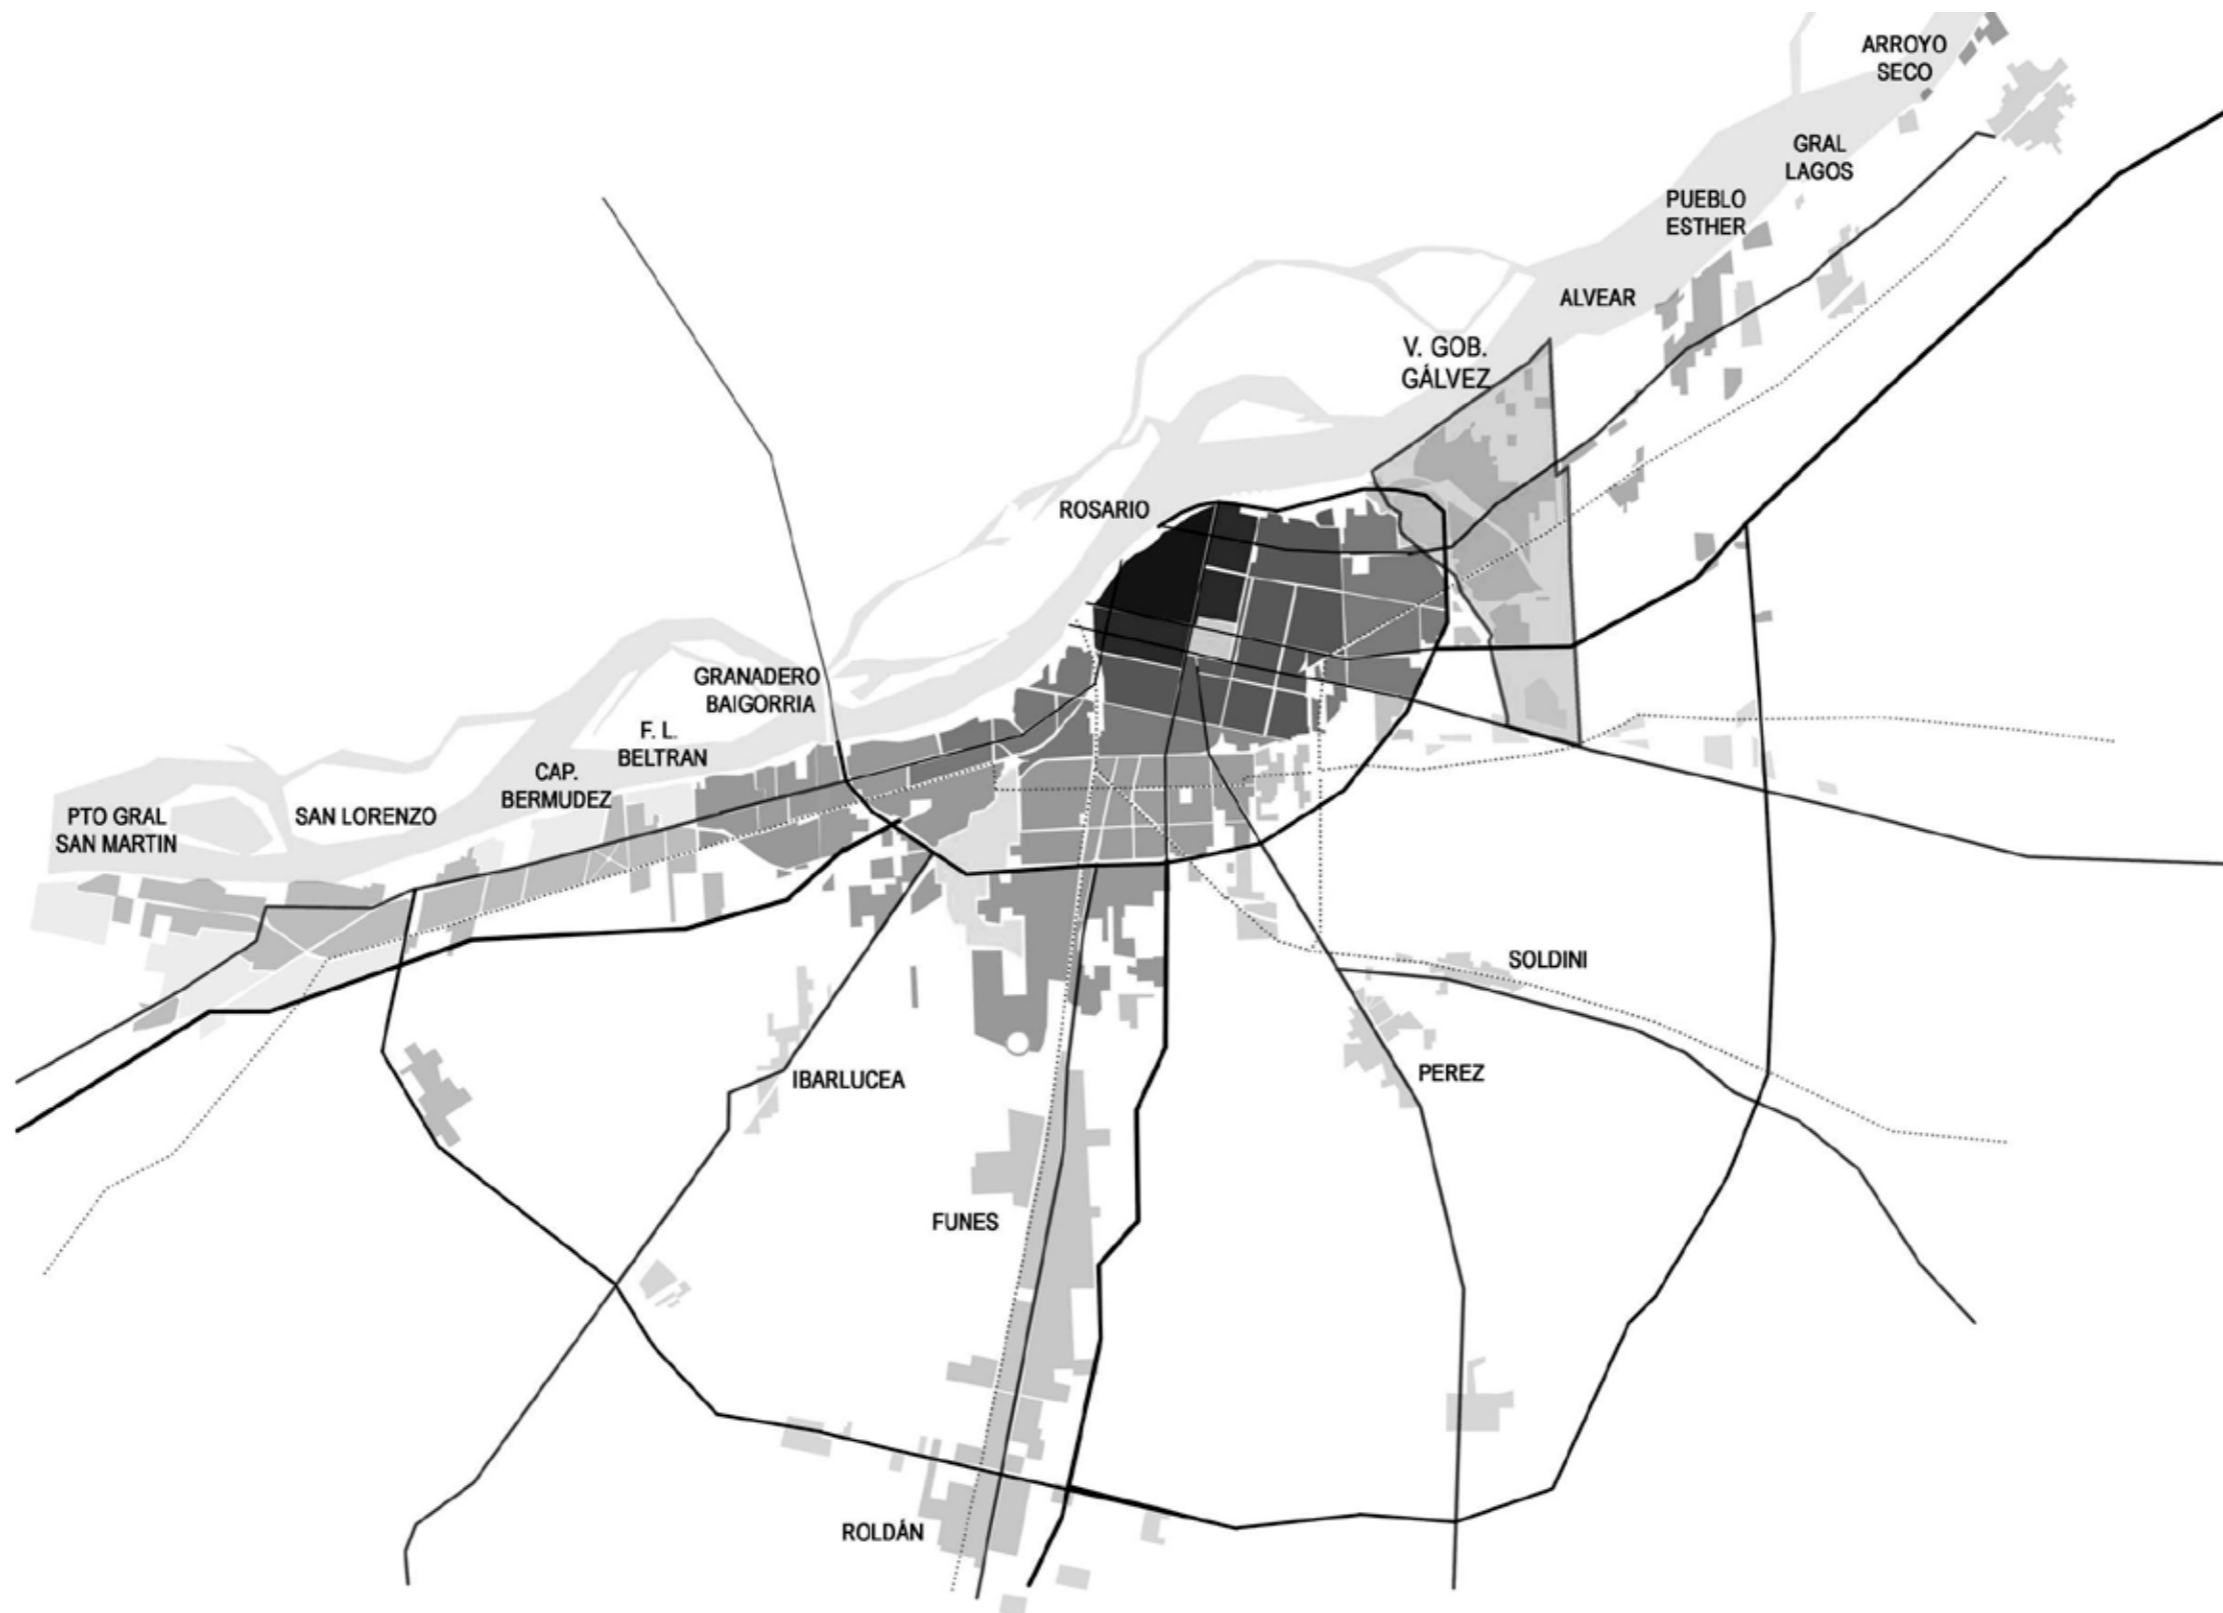 ARROYO
SECO
GRAL
LAGOS
PUEBLO
ESTHER
ALVEAR
V. GOB.
GÁLVEZ
ROSARIO
GRANADERO
BAIGORRIA
F. L.
BELTRAN
CAP.
BERMUDEZ
SAN LORENZO
PTO GRAL
SAN MARTIN
SOLDINI
PEREZ
IBARLUCEA
FUNES
ROLDÁN